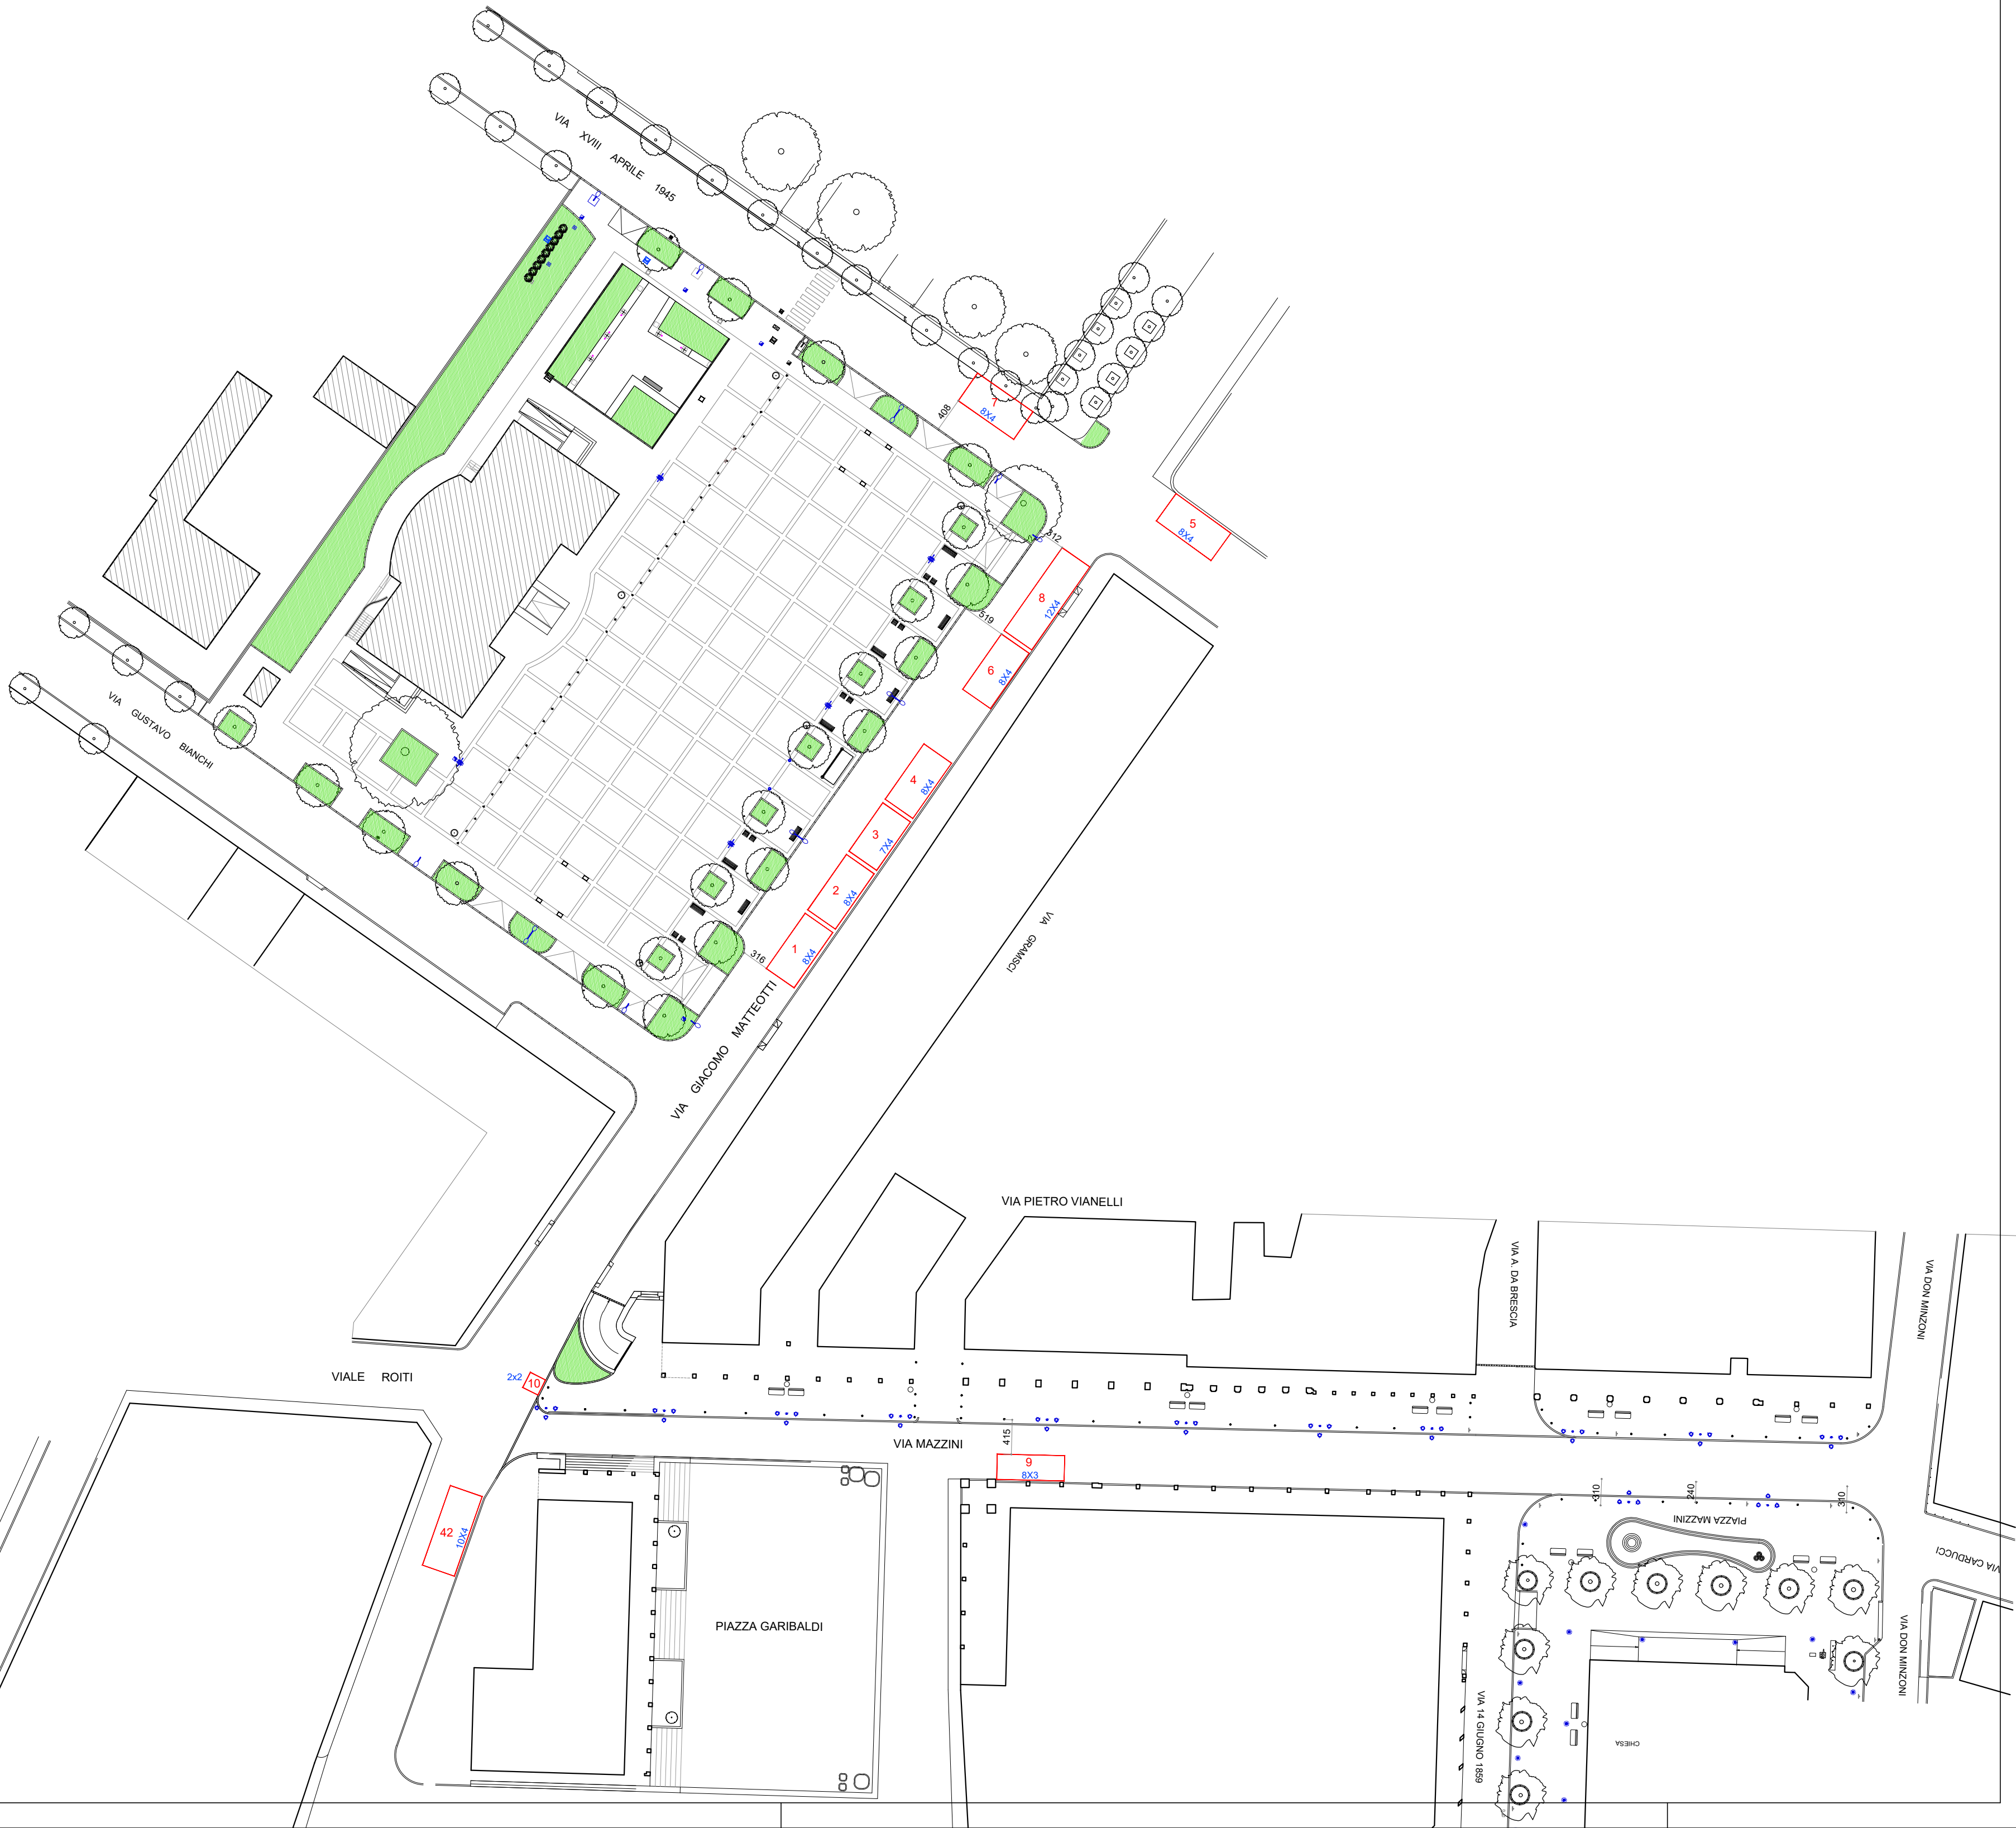 VIA XVIII APRILE 1945
408
7
8X4
5
8X4
512
8
12X4
519
6
8X4
VIA GUSTAVO BIANCHI
4
8X4
3
7X4
2
8X4
1
8X4
316
VIA GRAMSCI
VIA GIACOMO MATTEOTTI
VIA PIETRO VIANELLI
VIA A. DA BRESCIA
VIA DON MINZONI
VIALE ROITI
2x2
10
VIA MAZZINI
415
9
8X3
42
10X4
310
240
310
PIAZZA MAZZINI
VIA CARDUCCI
PIAZZA GARIBALDI
VIA 14 GIUGNO 1859
VIA DON MINZONI
CHIESA